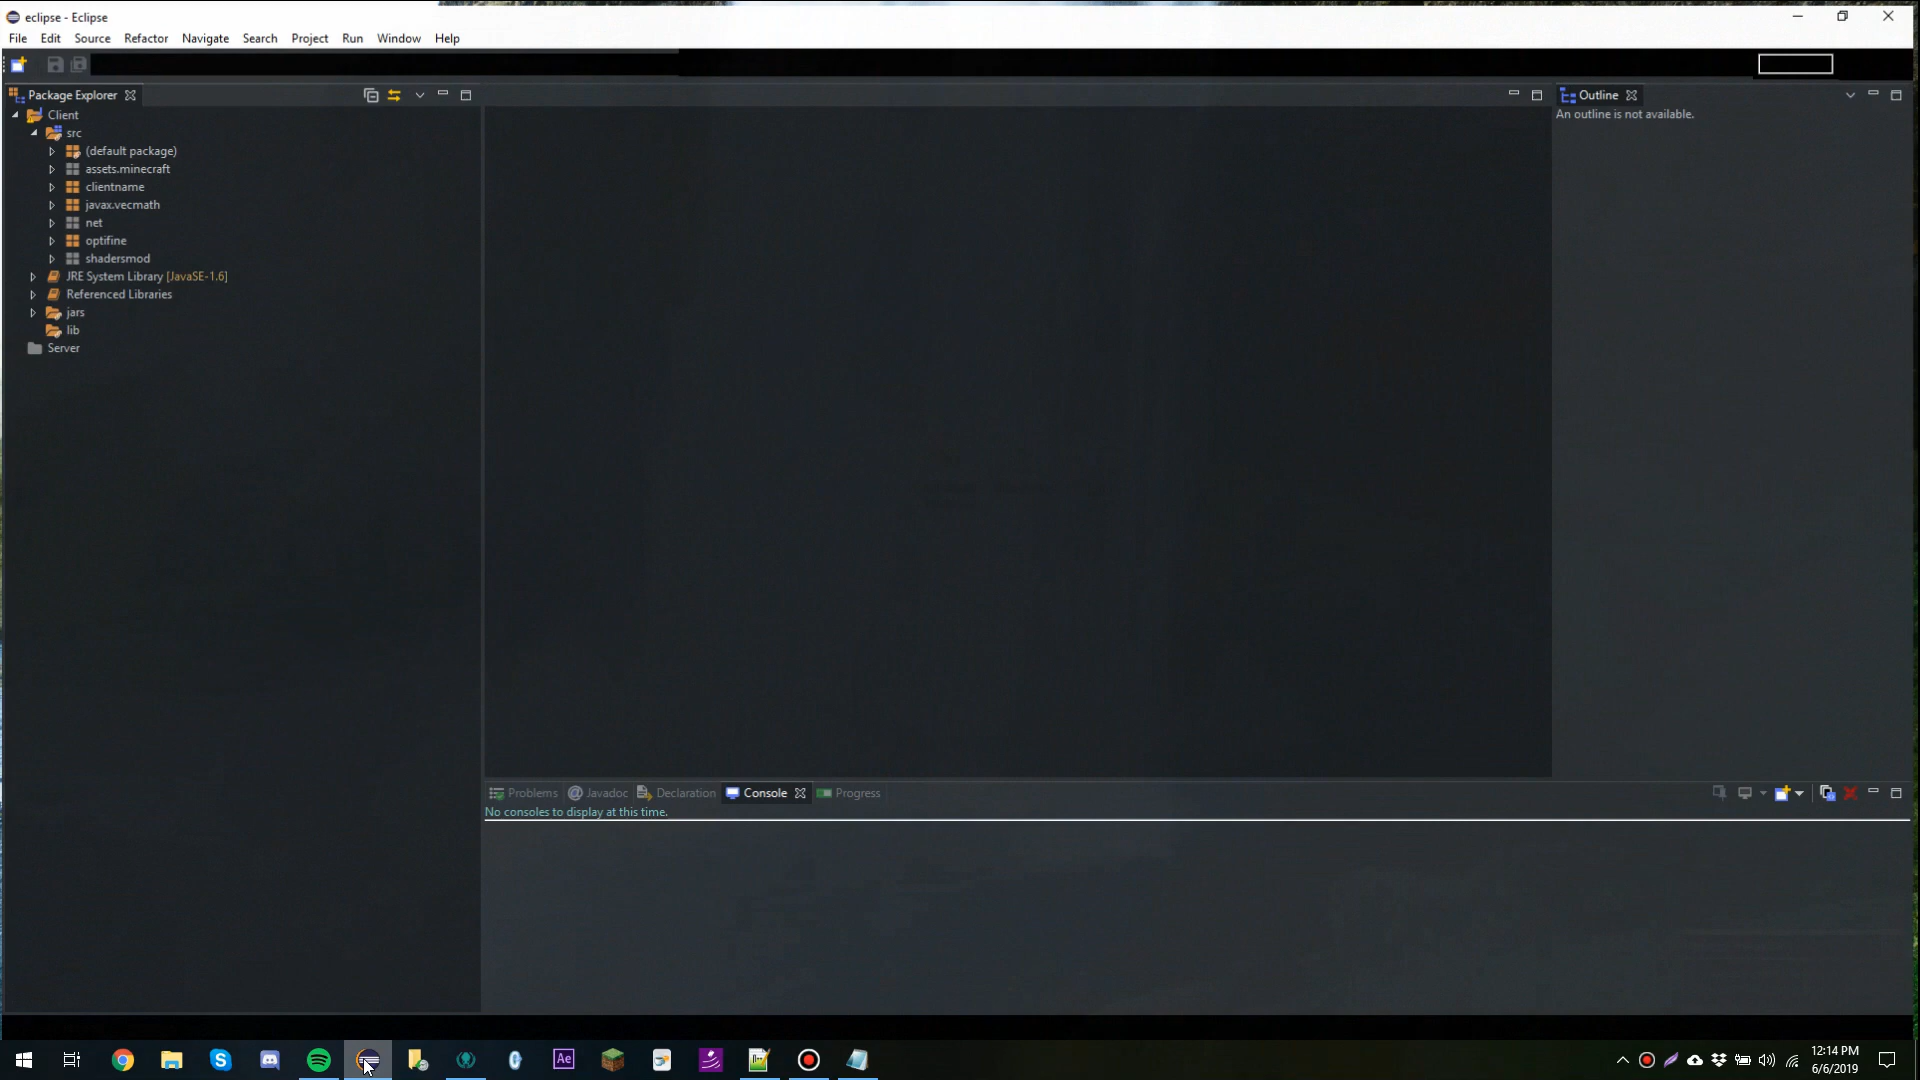 eclipse - Eclipse
File Edit Source Refactor Navigate Search Project Run Window Help
Package Explorer
Outline
An outline is not available.
Client
src
(default package)
assets.minecraft
clientname
javax.vecmath
net
optifine
shadersmod
JRE System Library [JavaSE-1.6]
Referenced Libraries
jars
lib
Server
Problems @ Javadoc Declaration Console Progress
No consoles to display at this time.
S
Ae
12:14 PM
6/6/2019